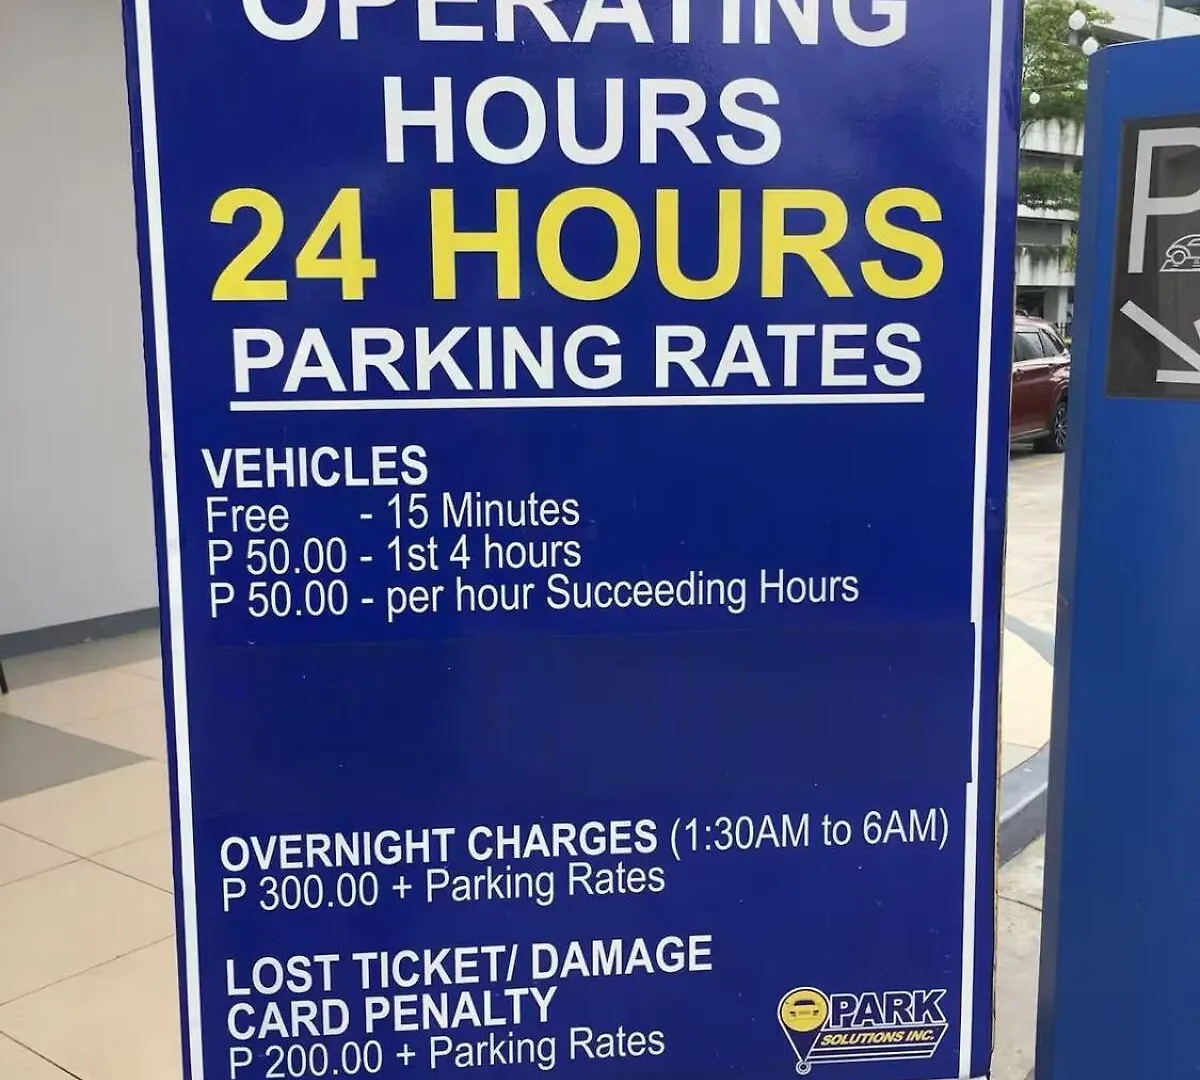 OPERATING
HOURS
24 HOURS
PARKING RATES
VEHICLES
Free - 15 Minutes
P 50.00 - 1st 4 hours
P 50.00 - per hour Succeeding Hours
OVERNIGHT CHARGES (1:30AM to 6AM)
P 300.00 + Parking Rates
LOST TICKET/ DAMAGE
CARD PENALTY
P 200.00 + Parking Rates
PARK
SOLUTIONS INC.
P